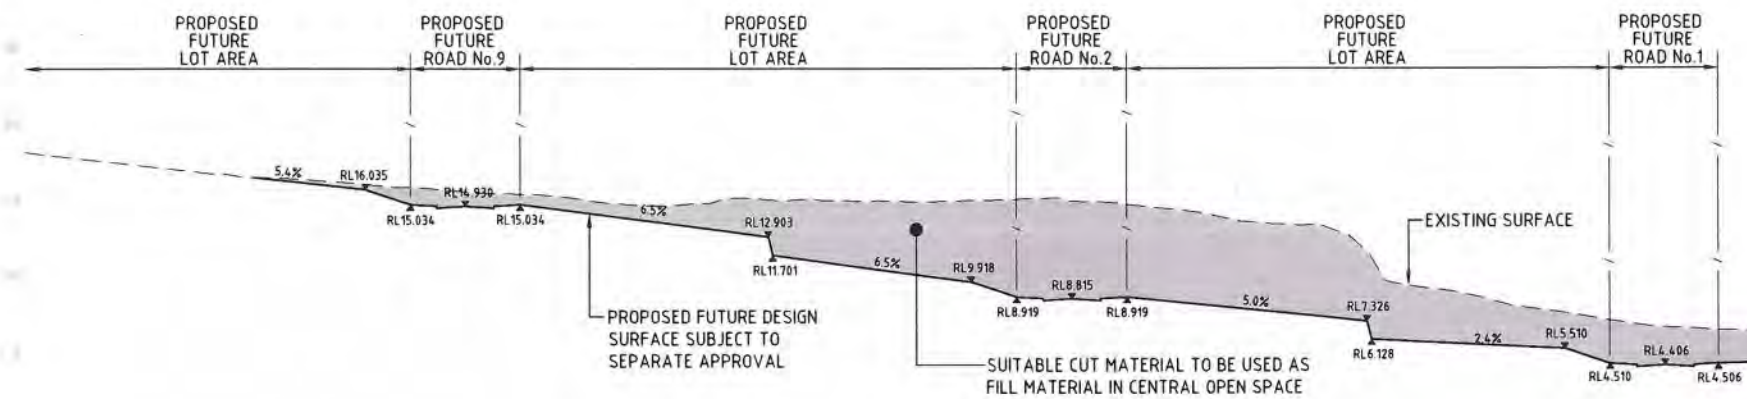 PROPOSED
FUTURE
LOT AREA
PROPOSED
FUTURE
ROAD No.9
PROPOSED
FUTURE
LOT AREA
PROPOSED
FUTURE
ROAD No.2
PROPOSED
FUTURE
LOT AREA
PROPOSED
FUTURE
ROAD No.1
5.4%
RL16.035
RL14.930
RL15.034
RL15.034
6.5%
RL12.903
RL11.701
6.5%
RL9.918
RL8.815
RL8.919
RL8.919
5.0%
RL7.326
RL6.128
2.4%
RL5.510
RL4.406
RL4.510
RL4.506
EXISTING SURFACE
PROPOSED FUTURE DESIGN
SURFACE SUBJECT TO
SEPARATE APPROVAL
SUITABLE CUT MATERIAL TO BE USED AS
FILL MATERIAL IN CENTRAL OPEN SPACE